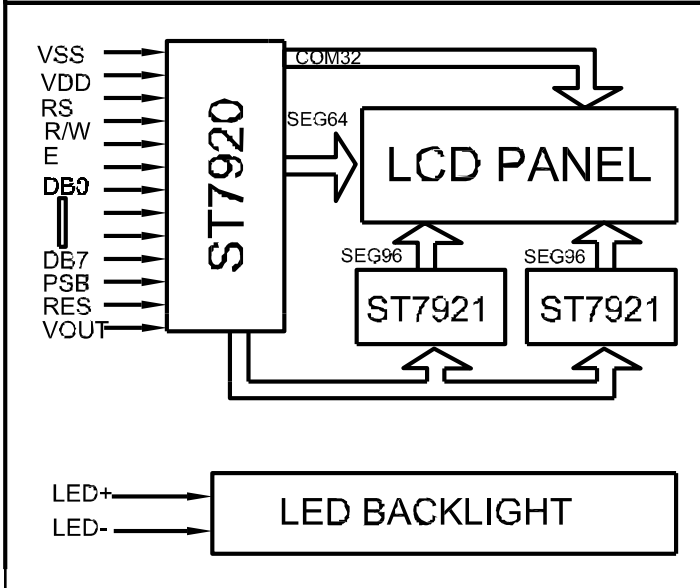 VSS
VDD
RS
R/W
E
DB0
DB7
PSB
RES
VOUT
ST7920
COM32
SEG64
LCD PANEL
SEG96
SEG96
ST7921
ST7921
LED+
LED-
LED BACKLIGHT